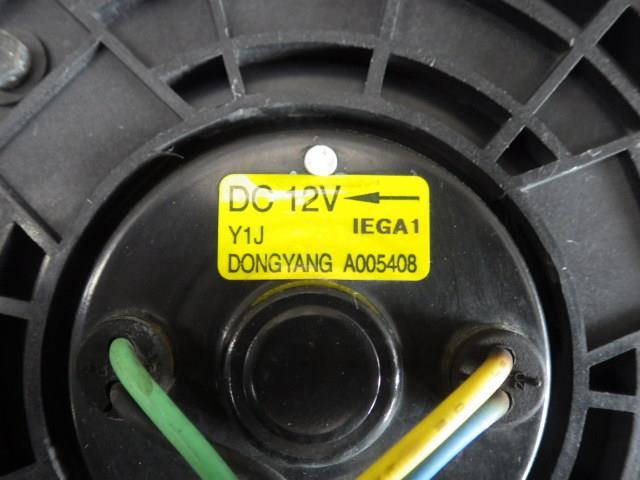 DC 12V
Y1J IEGA1
DONGYANG A005408